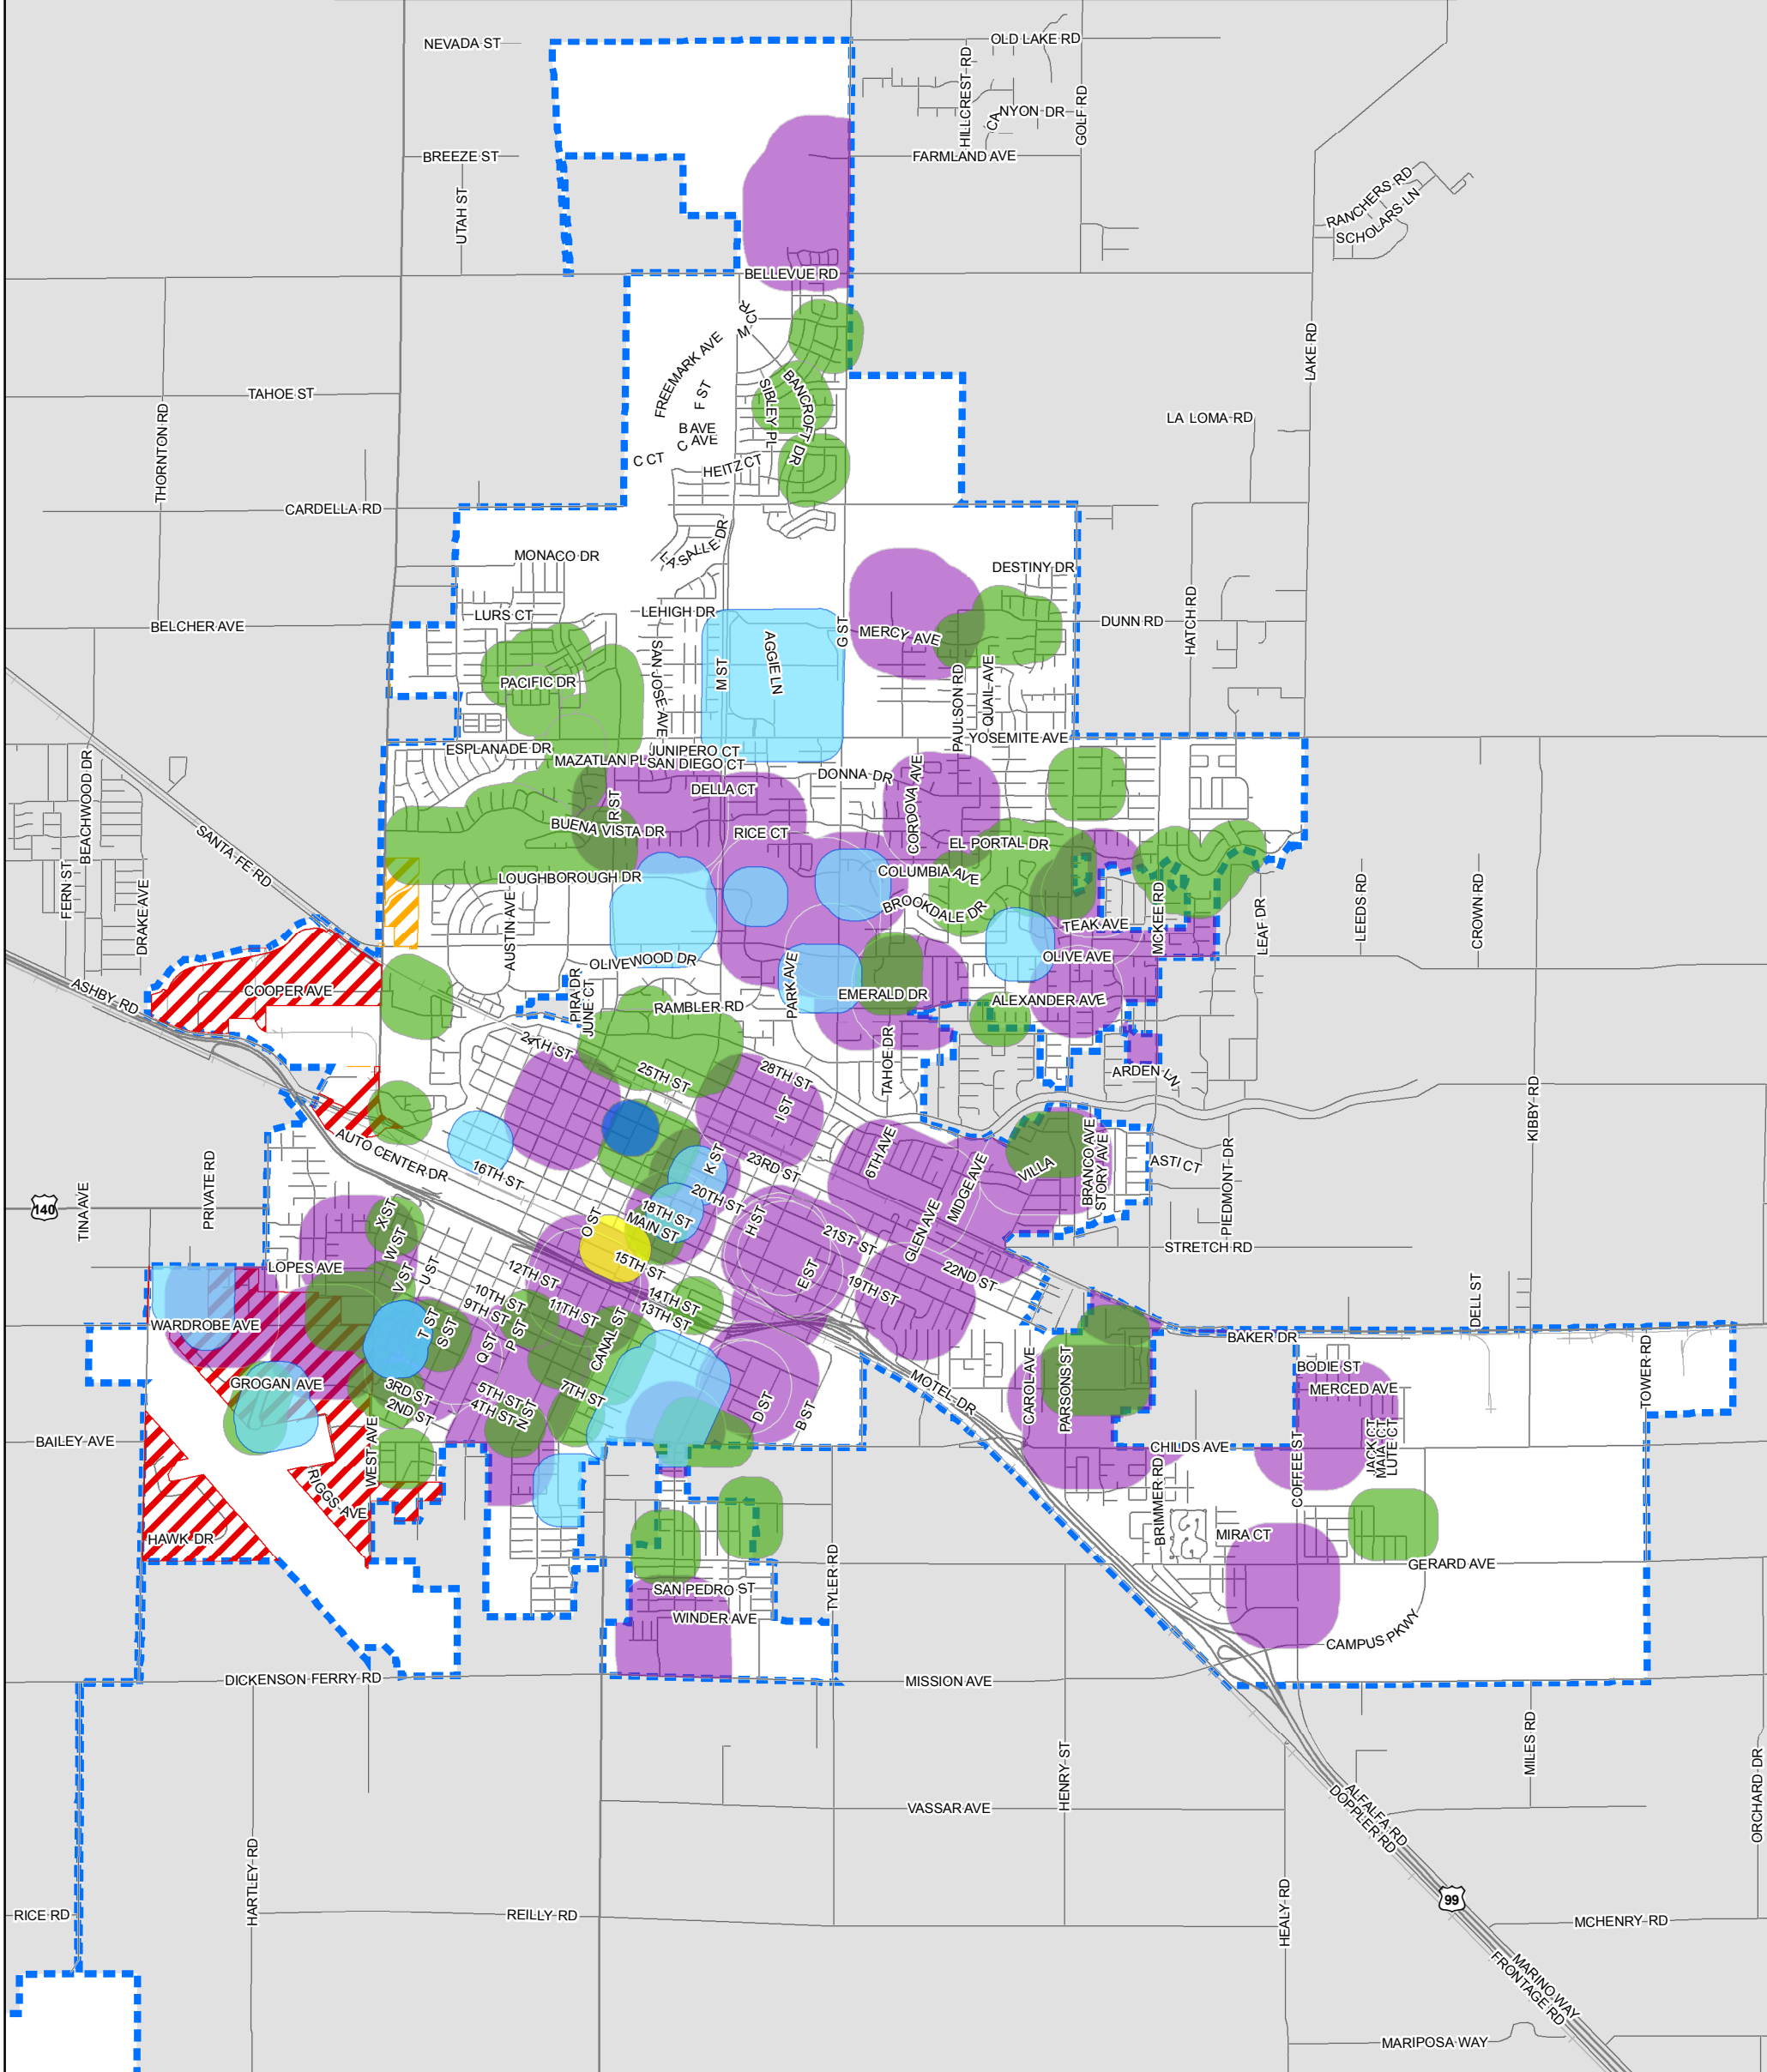 NEVADA ST
OLD LAKE RD
HILLCREST RD
CANYON DR
GOLF RD
BREEZE ST
FARMLAND AVE
UTAH ST
RANCHERS RD
SCHOLARS LN
BELLEVUE RD
M CIR
FREEMARK AVE
LAKE RD
TAHOE ST
F ST
SIBLEY PL
BANCROFT DR
THORNTON RD
B AVE
C AVE
LA LOMA RD
C CT
HEITZ CT
CARDELLA RD
LA SALLE DR
MONACO DR
DESTINY DR
LURS CT
LEHIGH DR
HATCH RD
BELCHER AVE
G ST
MERCY AVE
DUNN RD
SAN JOSE AVE
M ST
AGGIE LN
PACIFIC DR
PAULSON RD
QUAIL AVE
YOSEMITE AVE
ESPLANADE DR
JUNIPERO CT
MAZATLAN PL
SAN DIEGO CT
BEACHWOOD DR
DONNA DR
DELLA CT
CORDOVA AVE
R ST
BUENA VISTA DR
RICE CT
SANTA FE RD
EL PORTAL DR
LOUGHBOROUGH DR
COLUMBIA AVE
FERN ST
DRAKE AVE
AUSTIN AVE
BROOKDALE DR
TEAK AVE
MCKEE RD
LEAF DR
LEEDS RD
CROWN RD
OLIVEWOOD DR
OLIVE AVE
ASHBY RD
COOPER AVE
PIRA DR
JUNE CT
PARK AVE
EMERALD DR
ALEXANDER AVE
RAMBLER RD
24TH ST
25TH ST
28TH ST
TAHOE DR
ARDEN LN
I ST
KIBBY RD
AUTO CENTER DR
16TH ST
K ST
23RD ST
6TH AVE
VILLA
BRANCO AVE
STORY AVE
ASTI CT
PIEDMONT DR
PRIVATE RD
TINA AVE
140
20TH ST
18TH ST
MAIN ST
MIDGE AVE
X ST
W ST
O ST
H ST
21ST ST
GLEN AVE
STRETCH RD
LOPES AVE
V ST
U ST
12TH ST
15TH ST
E ST
22ND ST
19TH ST
10TH ST
9TH ST
11TH ST
14TH ST
13TH ST
DELL ST
WARDROBE AVE
T ST
S ST
Q ST
P ST
CANAL ST
BAKER DR
CAROL AVE
PARSONS ST
BODIE ST
MERCED AVE
TOWER RD
GROGAN AVE
3RD ST
2ND ST
5TH ST
4TH ST
N ST
7TH ST
D ST
B ST
MOTEL DR
BAILEY AVE
WEST AVE
CHILDS AVE
JACK CT
MAIA CT
LUTE CT
RIGGS AVE
BRIMMER RD
COFFEE ST
HAWK DR
MIRA CT
GERARD AVE
SAN PEDRO ST
WINDER AVE
TYLER RD
CAMPUS PKWY
DICKENSON FERRY RD
MISSION AVE
MILES RD
HENRY ST
VASSAR AVE
ALFALFA RD
DOPPLER RD
ORCHARD DR
HARTLEY RD
HEALY RD
99
RICE RD
REILLY RD
MCHENRY RD
MARINO WAY
FRONTAGE RD
MARIPOSA WAY